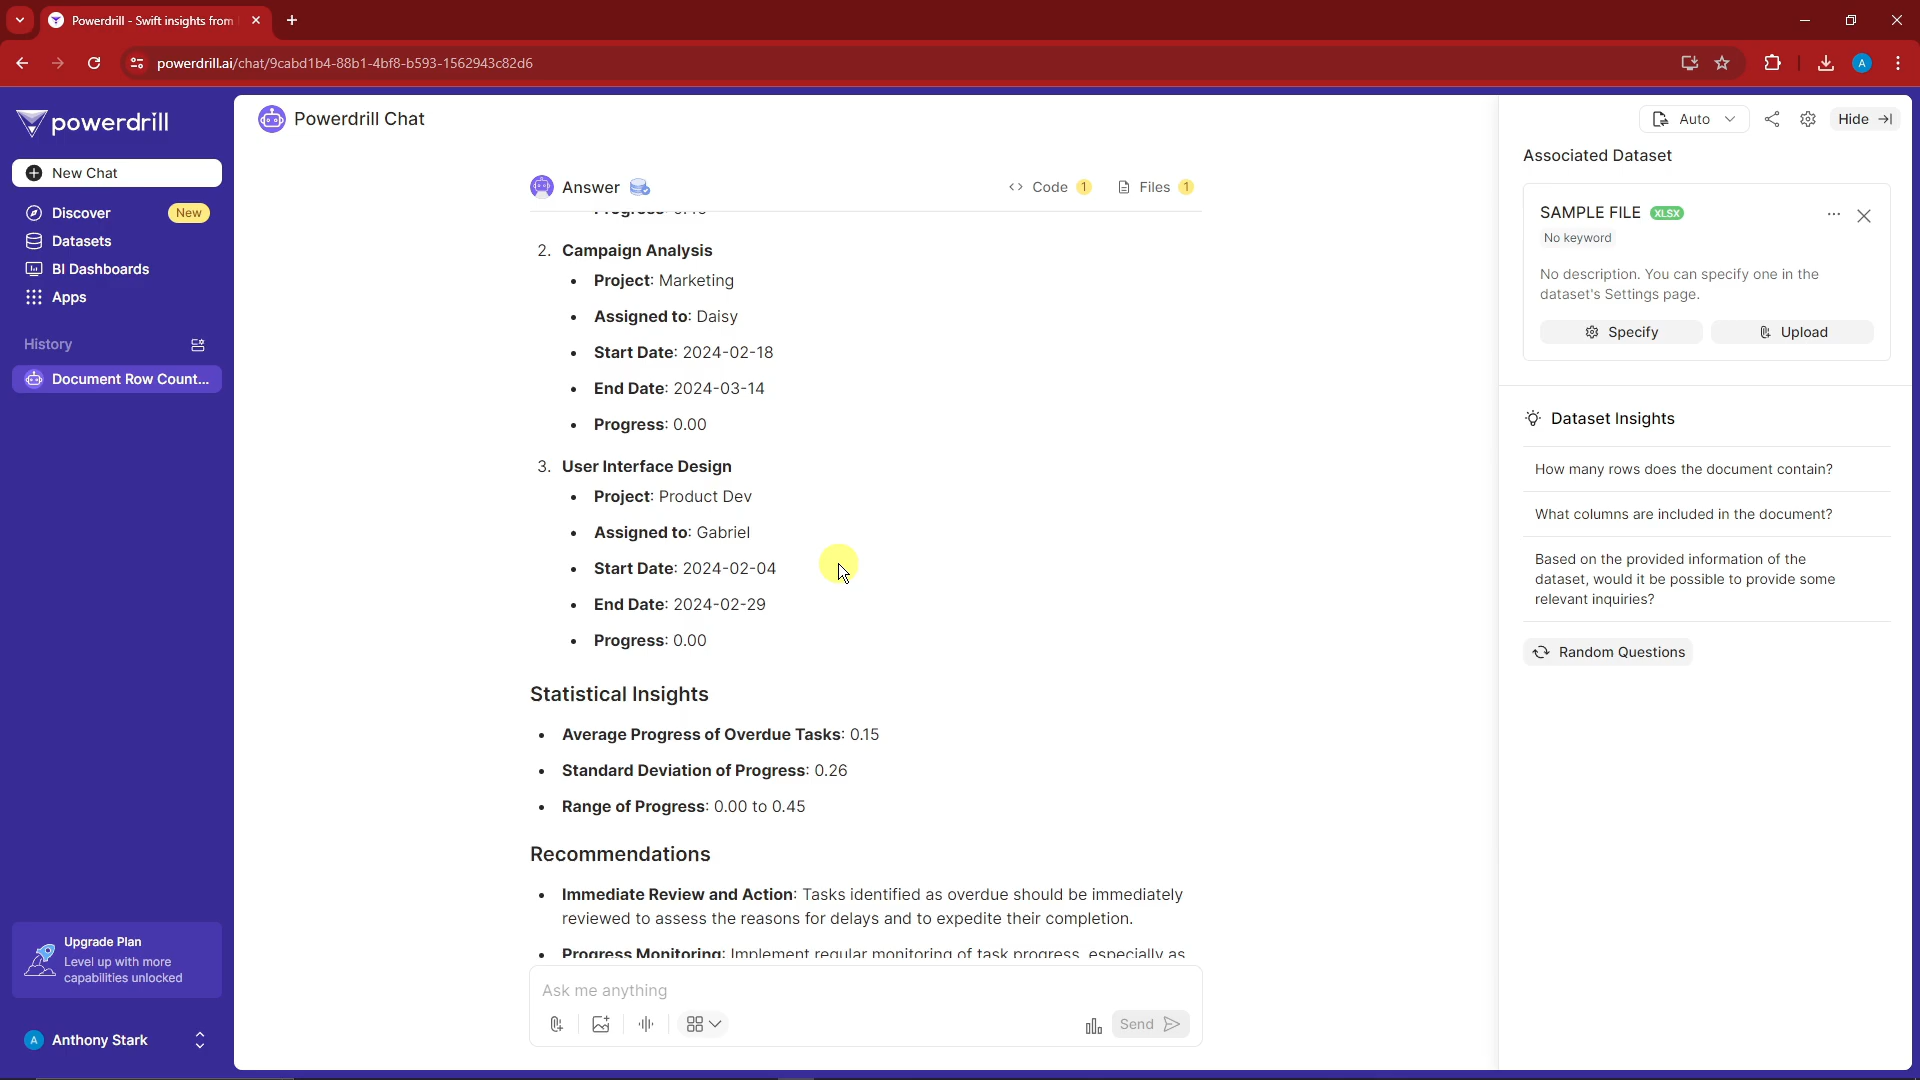 Powerdrill - Swift insights from
powerdrill.ai/chat/9cabd1b4-88b1-4bf8-b593-1562943c82d6
A
powerdrill
New Chat
Discover New
Datasets
BI Dashboards
Apps
History
Document Row Count...
Upgrade Plan
Level up with more
capabilities unlocked
A Anthony Stark
Powerdrill Chat
Answer
Code 1 Files 1
2. Campaign Analysis
• Project: Marketing
• Assigned to: Daisy
• Start Date: 2024-02-18
• End Date: 2024-03-14
• Progress: 0.00
3. User Interface Design
• Project: Product Dev
• Assigned to: Gabriel
• Start Date: 2024-02-04
• End Date: 2024-02-29
• Progress: 0.00
Statistical Insights
• Average Progress of Overdue Tasks: 0.15
• Standard Deviation of Progress: 0.26
• Range of Progress: 0.00 to 0.45
Recommendations
• Immediate Review and Action: Tasks identified as overdue should be immediately
reviewed to assess the reasons for delays and to expedite their completion.
• Progress Monitoring: Implement regular monitoring of task progress, especially as
Ask me anything
Send
Auto
Hide
Associated Dataset
SAMPLE FILE XLSX
No keyword
No description. You can specify one in the
dataset's Settings page.
Specify Upload
Dataset Insights
How many rows does the document contain?
What columns are included in the document?
Based on the provided information of the
dataset, would it be possible to provide some
relevant inquiries?
Random Questions